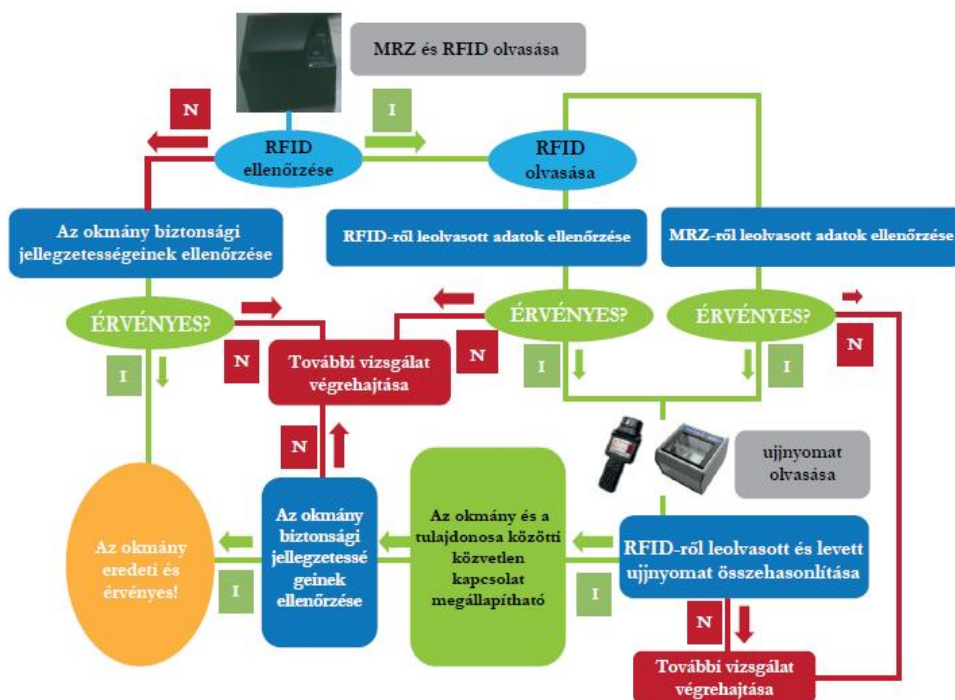 MRZ és RFID olvasása
N
I
RFID
ellenőrzése
RFID
olvasása
Az okmány biztonsági
jellegzetességeinek ellenőrzése
RFID-ről leolvasott adatok ellenőrzése
MRZ-ről leolvasott adatok ellenőrzése
ÉRVÉNYES?
ÉRVÉNYES?
ÉRVÉNYES?
N
N
N
I
I
I
További vizsgálat
végrehajtása
N
ujjnyomat
olvasása
Az okmány
eredeti és
érvényes!
I
Az okmány
biztonsági
jellegzetessé
geinek
ellenőrzése
Az okmány és a
tulajdonosa közötti
közvetlen
kapcsolat
megállapítható
I
RFID-ről leolvasott és levett
ujjnyomat összehasonlítása
N
További vizsgálat
végrehajtása